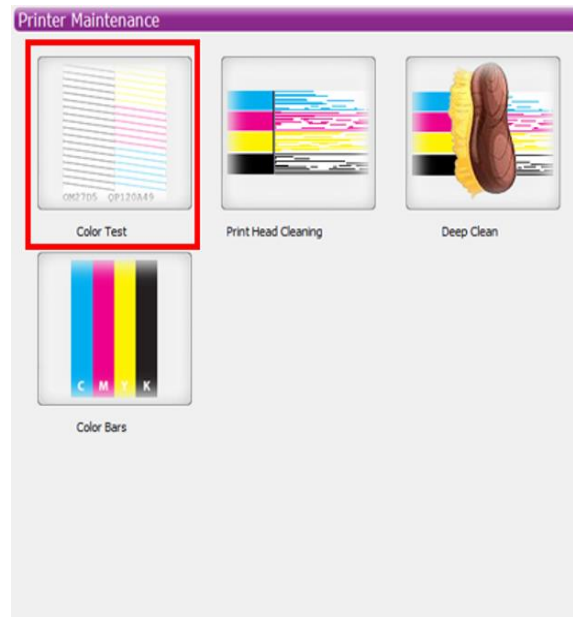 Printer Maintenance
OM27D5 QP120A49
Color Test
Print Head Cleaning
Deep Clean
C M Y K
Color Bars